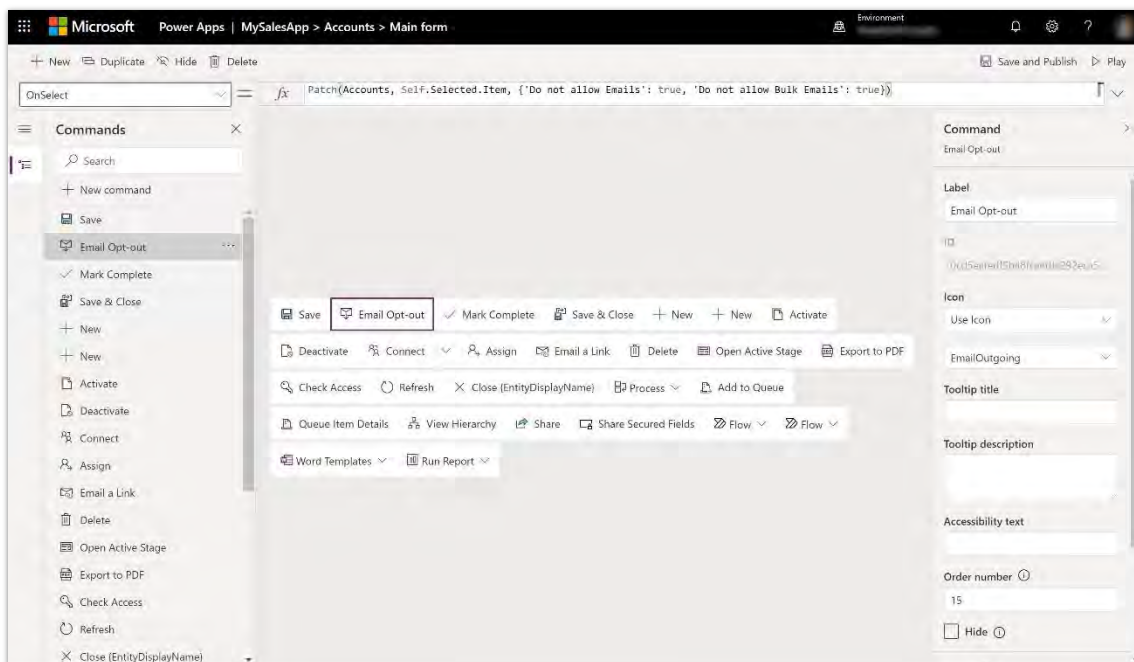 Microsoft Power Apps | MySalesApp > Accounts > Main form
Environment
?
New Duplicate Hide Delete
Save and Publish Play
OnSelect = fx Patch(Accounts, Self.Selected.Item, {'Do not allow Emails': true, 'Do not allow Bulk Emails': true})
Commands
Search
New command
Save
Email Opt-out ...
Mark Complete
Save & Close
New
New
Activate
Deactivate
Connect
Assign
Email a Link
Delete
Open Active Stage
Export to PDF
Check Access
Refresh
Close (EntityDisplayName)
Save Email Opt-out Mark Complete Save & Close New New Activate
Deactivate Connect Assign Email a Link Delete Open Active Stage Export to PDF
Check Access Refresh Close (EntityDisplayName) Process Add to Queue
Queue Item Details View Hierarchy Share Share Secured Fields Flow Flow
Word Templates Run Report
Command
Email Opt-out
Label
Email Opt-out
ID
Icon
Use Icon
EmailOutgoing
Tooltip title
Tooltip description
Accessibility text
Order number
15
Hide